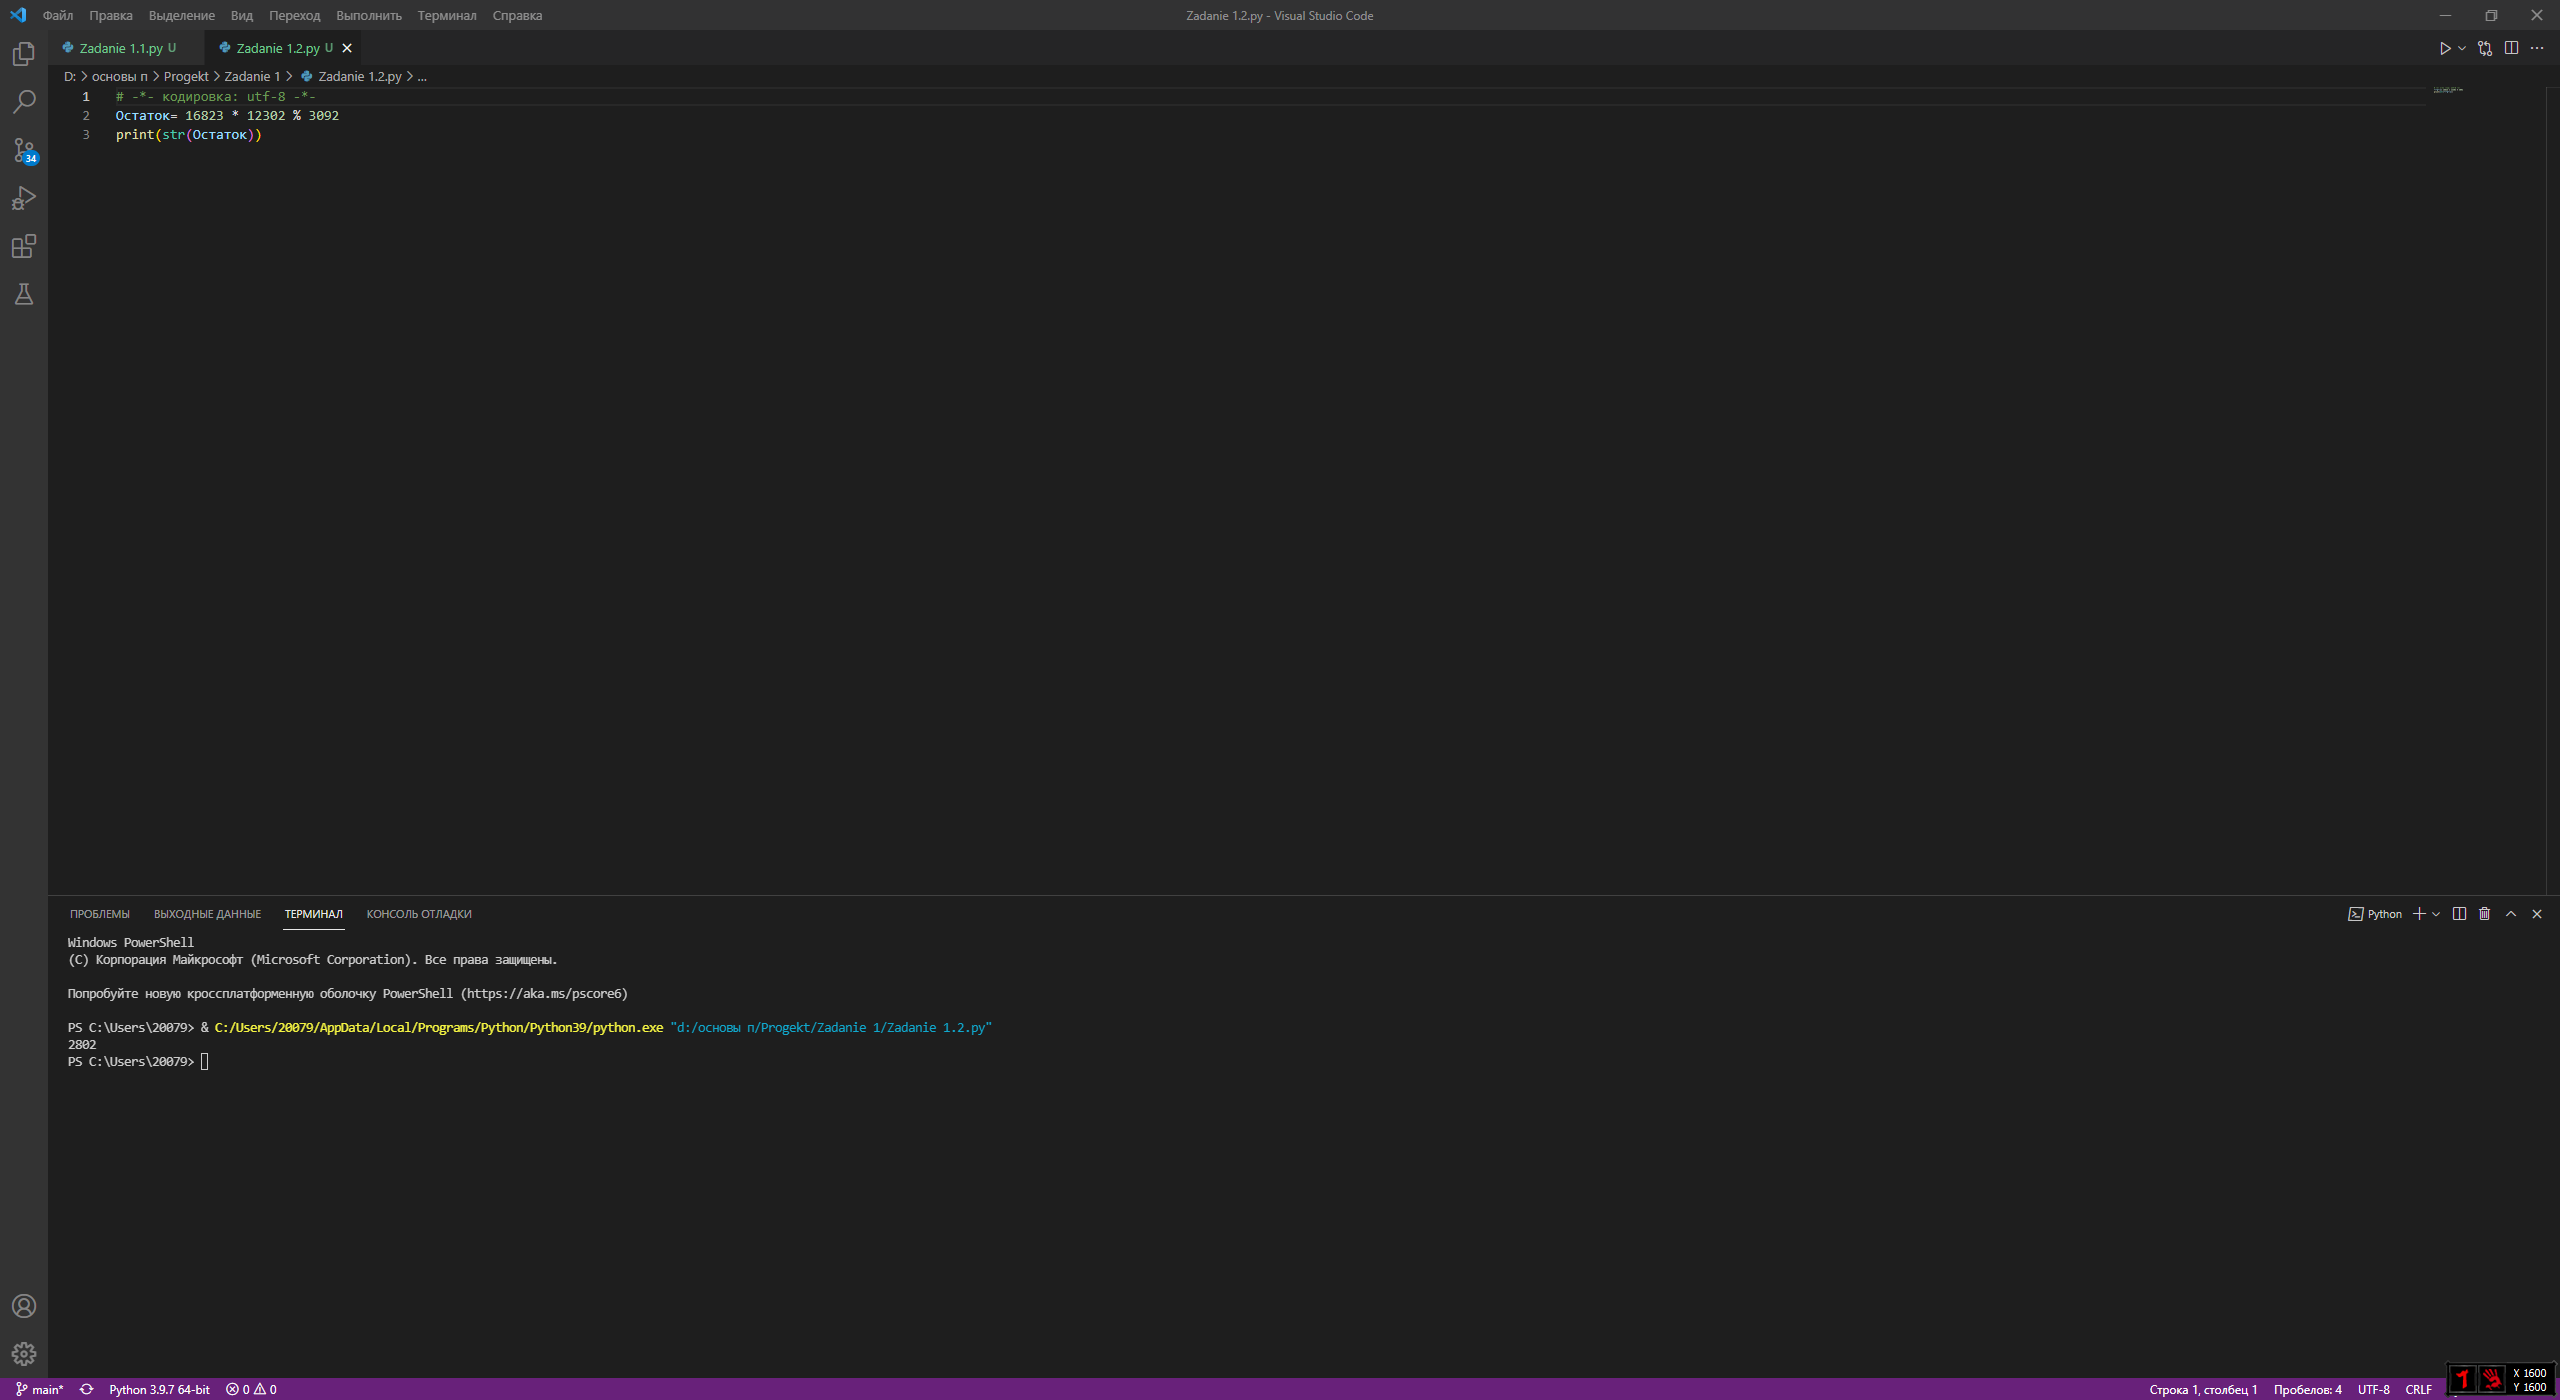 Файл Правка Выделение Вид Переход Выполнить Терминал Справка
Zadanie 1.2.py - Visual Studio Code
Zadanie 1.1.py U
Zadanie 1.2.py U
D: > основы п > Progekt > Zadanie 1 > Zadanie 1.2.py > ...
1 # -*- кодировка: utf-8 -*-
2 Остаток= 16823 * 12302 % 3092
3 print(str(Остаток))
34
ПРОБЛЕМЫ ВЫХОДНЫЕ ДАННЫЕ ТЕРМИНАЛ КОНСОЛЬ ОТЛАДКИ
Python
Windows PowerShell
(C) Корпорация Майкрософт (Microsoft Corporation). Все права защищены.
Попробуйте новую кроссплатформенную оболочку PowerShell (https://aka.ms/pscore6)
PS C:\Users\20079> & C:/Users/20079/AppData/Local/Programs/Python/Python39/python.exe "d:/основы п/Progekt/Zadanie 1/Zadanie 1.2.py"
2802
PS C:\Users\20079>
main* Python 3.9.7 64-bit 0 0
Строка 1, столбец 1 Пробелов: 4 UTF-8 CRLF
X 1600
Y 1600